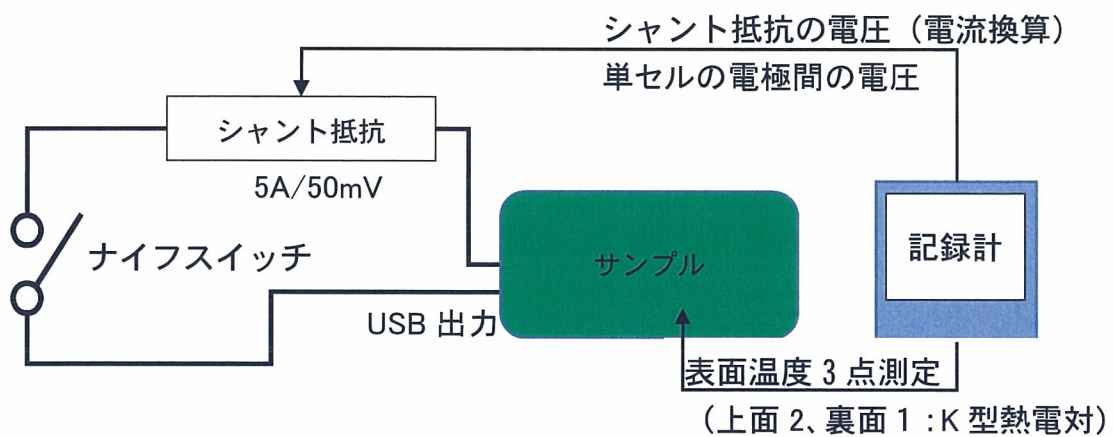 シャント抵抗の電圧（電流換算）
単セルの電極間の電圧
シャント抵抗
5A/50mV
ナイフスイッチ
サンプル
記録計
USB 出力
表面温度 3 点測定
（上面 2、裏面 1 :K 型熱電対）